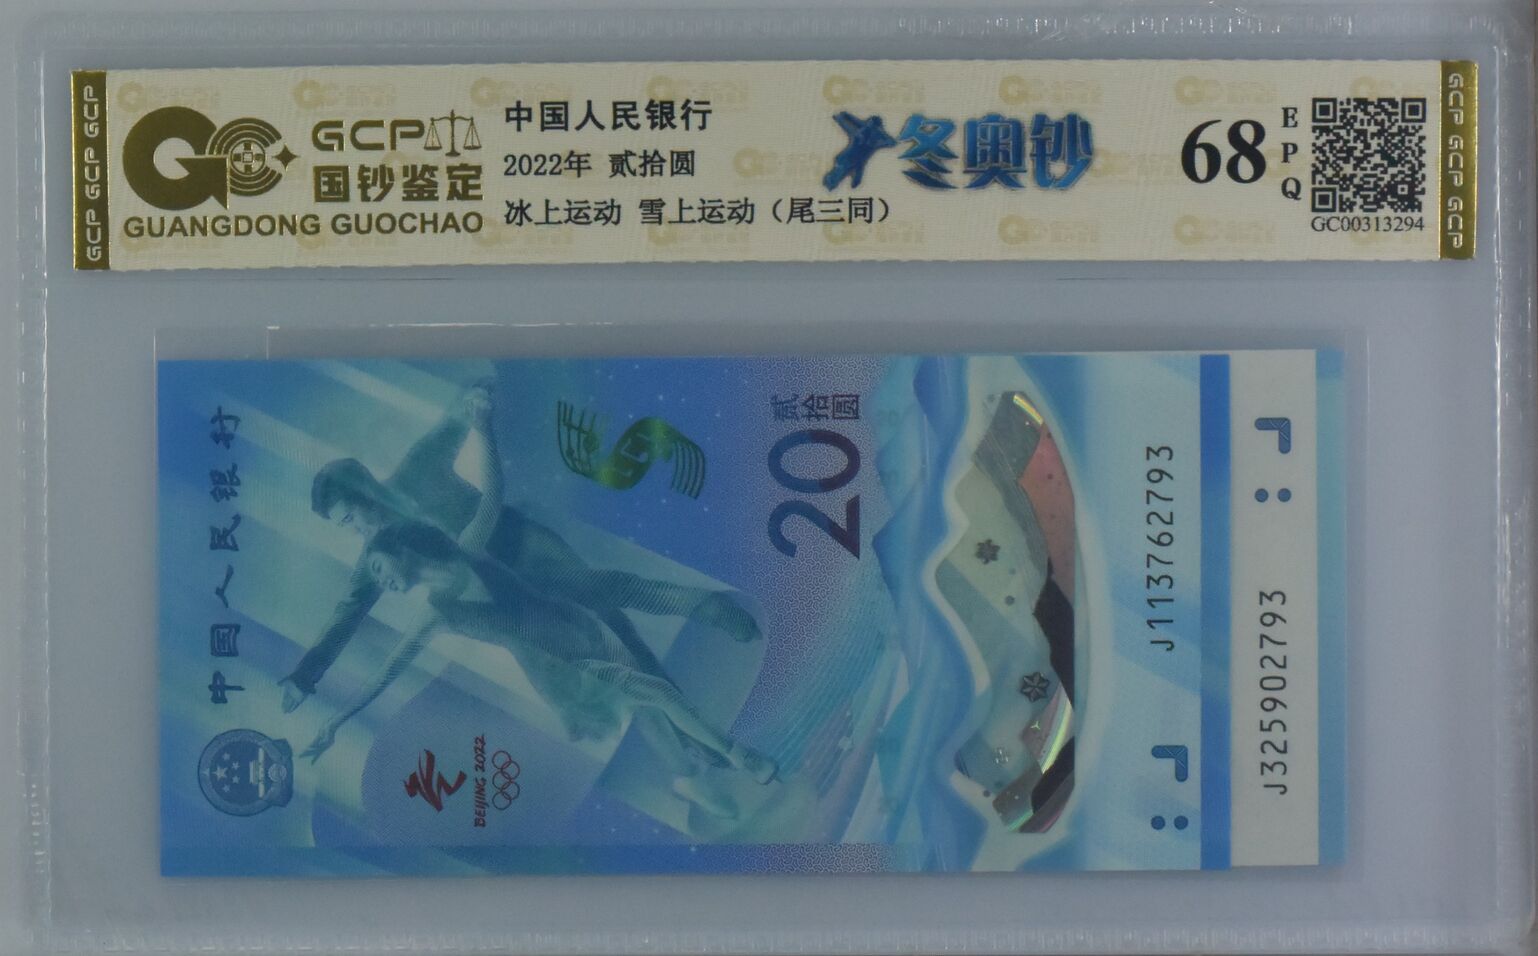 GCP GCP GCP
GCP
国钞鉴定
GUANGDONG GUOCHAO
中国人民银行
2022年 贰拾圆
冰上运动 雪上运动（尾三同）
冬奥钞
68
EPQ
GC00313294
GCP GCP GCP
中国人民银行
BEIJING 2022
贰拾圆
20
J113762793
J325902793